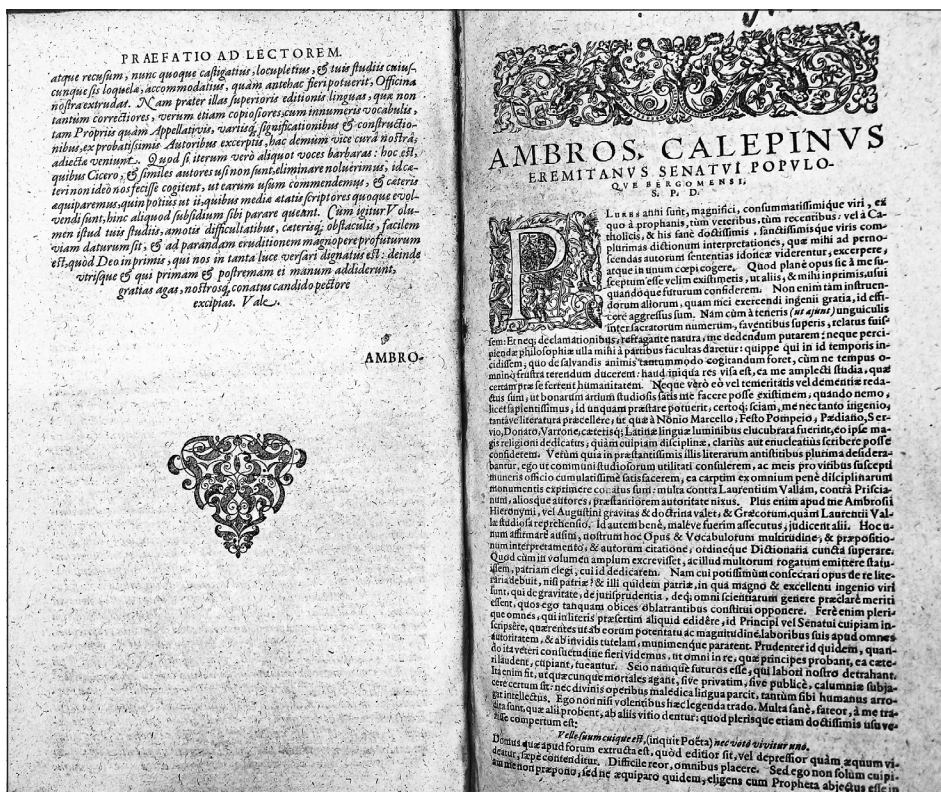 PRAEFATIO AD LECTOREM.
atque recusum, nunc quoque castigatius, locupletius, & tuis studiis cuius-
cunque sis loquelæ, accommodatius, quàm antehac fieri potuerit, Officina
nostra extrudat. Nam præter illas superioris editionis linguas, quæ non
tantùm correctiores, verum etiam copiosiores, cum innumeris vocabulis,
tam Propriis quàm Appellativis, variisq; significationibus & constructio-
nibus, ex probatissimis Autoribus excerptis, hac demum vice curâ nostrâ,
adiectæ veniunt. Quod si iterum verò aliquot voces barbaras: hoc est,
quibus Cicero, & similes autores usi non sunt, eliminare noluerimus, id cæ-
teri non ideo nos fecisse cogitent, ut earum usum commendemus, & cæteris
æquiparemus, quin potius ut ii, quibus mediæ ætatis scriptores quoque evol-
vendi sunt, hinc aliquod subsidium sibi parare queant. Cùm igitur Volu-
men istud tuis studiis, amotis difficultatibus, cæterisq; obstaculis, facilem
viam daturum sit, & ad parandam eruditionem magnopere profuturum
est, quòd Deo in primis, qui nos in tanta luce versari dignatus est: deinde
utrisque & qui primam & postremam ei manum addiderunt,
gratias agas, nostrosq; conatus candido pectore
excipias. Vale.
AMBRO-
AMBROS. CALEPINVS
EREMITANVS SENATVI POPVLO-
QVE BERGOMENSI,
S. P. D.
PLURES anni sunt, magnifici, consummatissimique viri, ex
quo à prophanis, tùm veteribus, tùm recentibus: vel à Ca-
tholicis, & his sanè doctissimis, sanctissimisque viris com-
plurimas dictionum interpretationes, quæ mihi ad perno-
scendas autorum sententias idoneæ viderentur, excerpere,
atque in unum cœpi cogere. Quod planè opus sic à me su-
sceptum esse velim existimetis, ut aliis, & mihi in primis, usui
quandoque futurum confiderem. Non enim tàm instruen-
dorum aliorum, quam mei exercendi ingenii gratia, id effi-
cere aggressus sum. Nam cùm à teneris (ut ajunt) unguiculis
inter sacratorum numerum, faventibus superis, relatus fuis-
sem: Et neq; declamationibus, refragante natura, me dedendum putarem: neque perci-
piendæ philosophiæ ulla mihi à partibus facultas daretur: quippe qui in id temporis in-
cidissem, quo de salvandis animis tantummodo cogitandum foret, cùm ne tempus o-
mninò frustra terendum ducerem: haud iniqua res visa est, ea me amplecti studia, quæ
certam præ se ferrent humanitatem. Neque verò eò vel temeritatis vel dementiæ reda-
ctus sum, ut bonarum artium studiosis satis me facere posse existimem, quando nemo,
licet sapientissimus, id unquam præstare potuerit, certoq; sciam, me nec tanto ingenio,
tantâve literatura præcellere, ut quæ à Nonio Marcello, Festo Pompeio, Pædiano, Ser-
vio, Donato, Varrone, cæterisq; Latinæ linguæ luminibus elucubrata fuerint, eo ipse ma-
gis religioni dedicatus, quàm cuipiam disciplinæ, clariùs aut enucleatiùs scribere posse
considerem. Verùm quia in præstantissimis illis literarum antistitibus plurima desidera-
bantur, ego ut communi studiosorum utilitati consulerem, ac meis pro viribus suscepti
muneris officio cumulatissimè satisfacerem, ea cartim ex omnium penè disciplinarum
monumentis exprimere conatus sum: multa contra Laurentium Vallam, contrà Priscia-
num, aliosque autores, præstantiorem autoritate nixus. Plus enim apud me Ambrosii
Hieronymi, vel Augustini gravitas & doctrina valet, & Græcorum, quàm Laurentii Val-
læ studiosa reprehensio. Id autem benè, malève fuerim assecutus, judicent alii. Hoc u-
num affirmare ausim, nostrum hoc Opus & Vocabulorum multitudine, & præpositio-
num interpretamento, & autorum citatione, ordineque Dictionaria cuncta superare.
Quod cùm in volumen amplum excrevisset, ac illud multorum rogatum emittere statu-
issem, patriam elegi, cui id dedicarem. Nam cui potissimùm consecrari opus de re lite-
raria debuit, nisi patriæ? & illi quidem patriæ, in qua magno & excellenti ingenio viri
sunt, qui de gravitate, de jurisprudentia, deq; omni scientiarum genere præclarè meriti
essent, quos ego tanquam obices oblatrantibus constitui opponere. Ferè enim pleri-
que omnes, qui in literis præsertim aliquid edidêre, id Principi vel Senatui cuipiam in-
scripsêre, quærentes ut ab eorum potentatu ac magnitudine laboribus suis apud omnes
autoritatem, & ab invidis tutelam, munimenque pararent. Prudenter id quidem, quan-
do ita veteri consuetudine fieri videmus, ut omni in re, quæ principes probant, ea cæte-
ri laudent, cupiant, tueantur. Scio namque futuros esse, qui labori nostro detrahant.
Ita enim fit, ut quæcunque mortales agant, sive privatim, sive publicè, calumniæ subja-
cere certum sit: nec divinis operibus maledica lingua parcit, tantùm sibi humanus arro-
gat intellectus. Ego non nisi volentibus hæc legenda trado. Multa sanè, fateor, à me tra-
dita sunt, quæ alii probent, ab aliis vitio dentur: quod plerisque etiam doctissimis usu ve-
nisse compertum est:
Velle suum cuique est, (inquit Poëta) nec voto vivitur uno.
Domus quæ apud forum extructa est, quòd editior sit, vel depressior quàm æquum vi-
deatur, sæpe contenditur. Difficile reor, omnibus placere. Sed ego non solùm cuipi-
am me non præpono, sed ne æquiparo quidem, eligens cum Propheta abjectus esse in